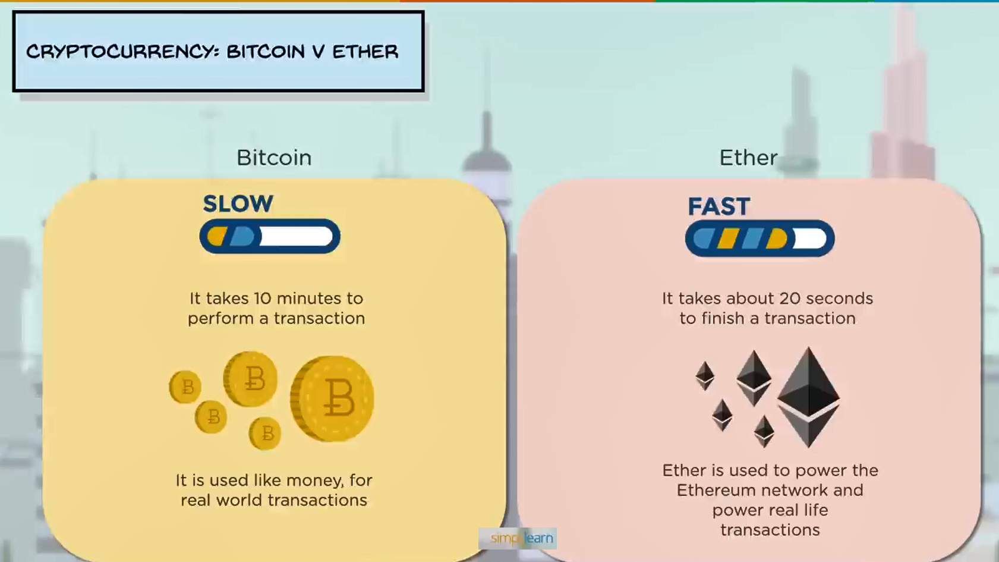 CRYPTOCURRENCY: BITCOIN V ETHER
Bitcoin
SLOW
It takes 10 minutes to
perform a transaction
It is used like money, for
real world transactions
Ether
FAST
It takes about 20 seconds
to finish a transaction
Ether is used to power the
Ethereum network and
power real life
transactions
simplilearn